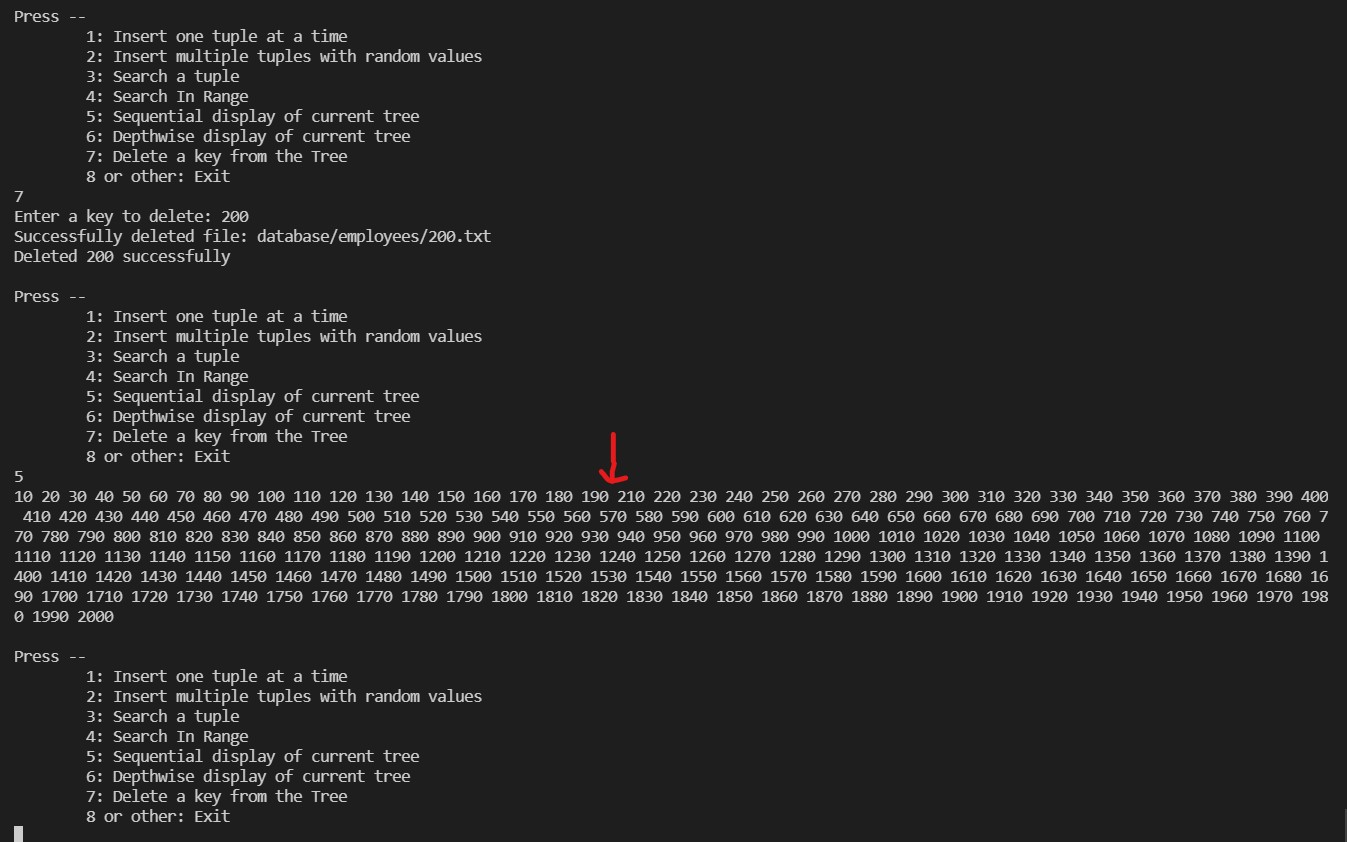 Press --
1: Insert one tuple at a time
2: Insert multiple tuples with random values
3: Search a tuple
4: Search In Range
5: Sequential display of current tree
6: Depthwise display of current tree
7: Delete a key from the Tree
8 or other: Exit
7
Enter a key to delete: 200
Successfully deleted file: database/employees/200.txt
Deleted 200 successfully
Press --
1: Insert one tuple at a time
2: Insert multiple tuples with random values
3: Search a tuple
4: Search In Range
5: Sequential display of current tree
6: Depthwise display of current tree
7: Delete a key from the Tree
8 or other: Exit
5
10 20 30 40 50 60 70 80 90 100 110 120 130 140 150 160 170 180 190 210 220 230 240 250 260 270 280 290 300 310 320 330 340 350 360 370 380 390 400
410 420 430 440 450 460 470 480 490 500 510 520 530 540 550 560 570 580 590 600 610 620 630 640 650 660 670 680 690 700 710 720 730 740 750 760 7
70 780 790 800 810 820 830 840 850 860 870 880 890 900 910 920 930 940 950 960 970 980 990 1000 1010 1020 1030 1040 1050 1060 1070 1080 1090 1100
1110 1120 1130 1140 1150 1160 1170 1180 1190 1200 1210 1220 1230 1240 1250 1260 1270 1280 1290 1300 1310 1320 1330 1340 1350 1360 1370 1380 1390 1
400 1410 1420 1430 1440 1450 1460 1470 1480 1490 1500 1510 1520 1530 1540 1550 1560 1570 1580 1590 1600 1610 1620 1630 1640 1650 1660 1670 1680 16
90 1700 1710 1720 1730 1740 1750 1760 1770 1780 1790 1800 1810 1820 1830 1840 1850 1860 1870 1880 1890 1900 1910 1920 1930 1940 1950 1960 1970 198
0 1990 2000
Press --
1: Insert one tuple at a time
2: Insert multiple tuples with random values
3: Search a tuple
4: Search In Range
5: Sequential display of current tree
6: Depthwise display of current tree
7: Delete a key from the Tree
8 or other: Exit